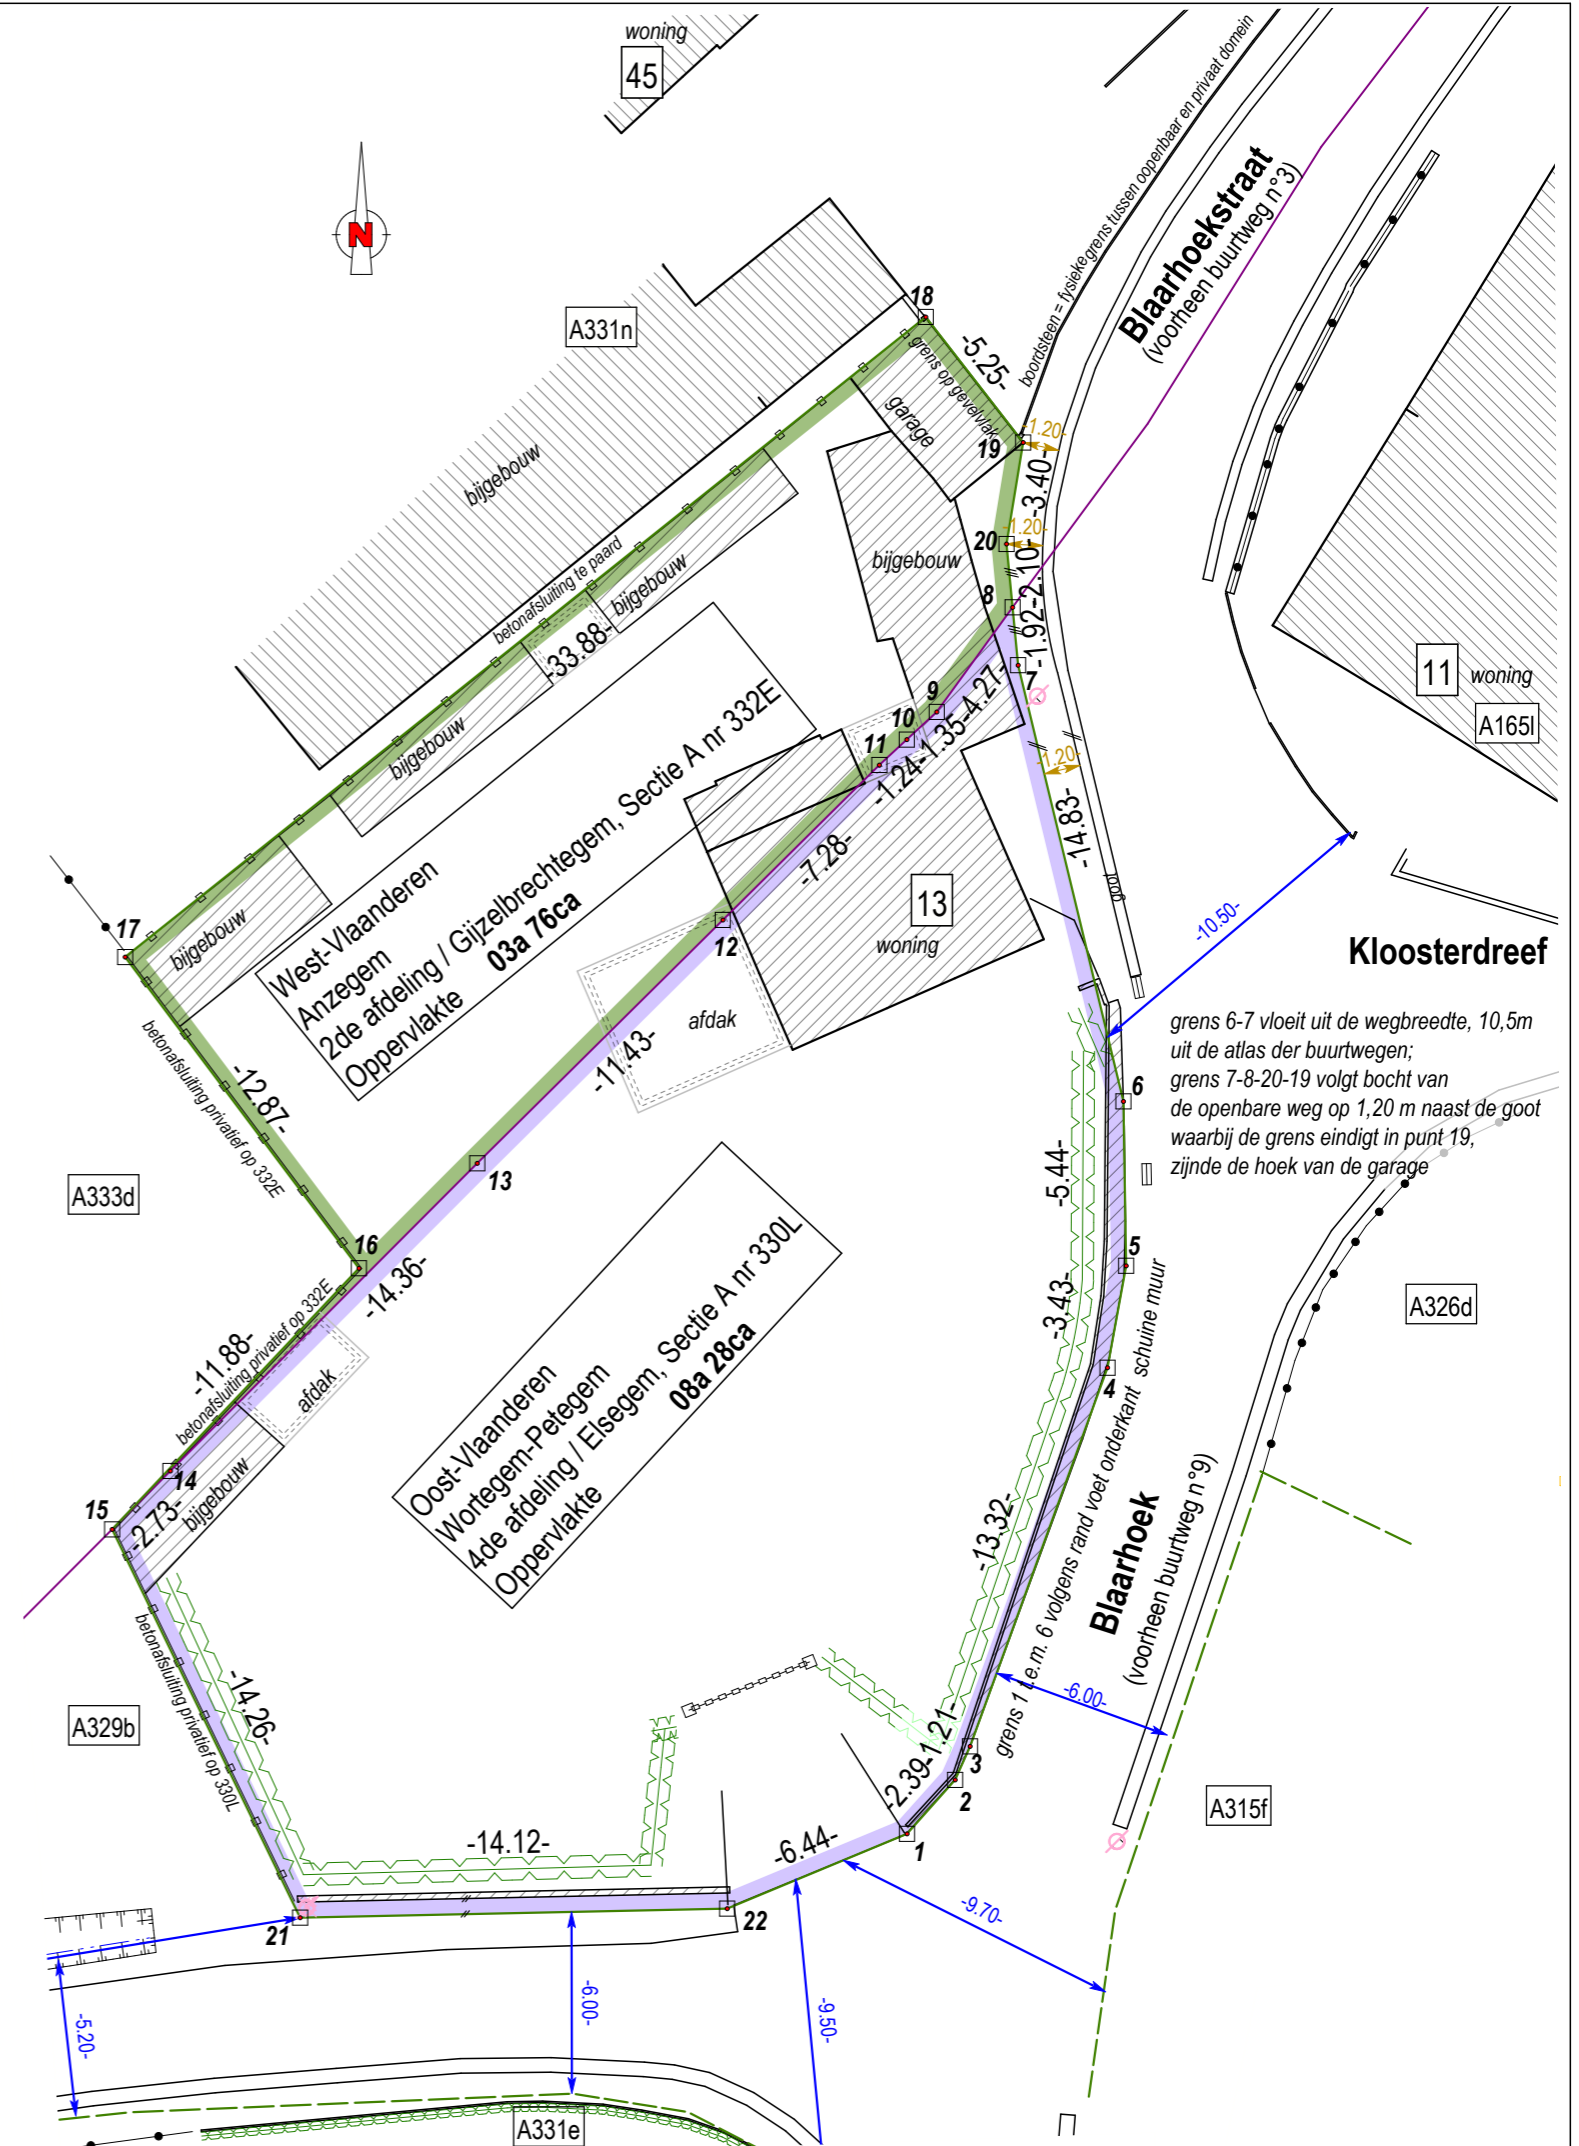 woning
45
N
A331n
18
-5.25-
grens op gevelvlak
garage
boordsteen = fysieke grens tussen oopenbaar en privaat domein
Blaarhoekstraat
(voorheen buurtweg n°3)
19
-1.20-
-3.40-
20
-1.20-
-2.10-
8
-1.92-
7
bijgebouw
bijgebouw
betonafsluiting te paard
-33.88-
bijgebouw
bijgebouw
bijgebouw
11
woning
A165l
9
10
11
-4.27-
-1.35-
-1.24-
-7.28-
-1.20-
-14.83-
goot
13
woning
12
afdak
-11.43-
-10.50-
Kloosterdreef
17
West-Vlaanderen
Anzegem
2de afdeling / Gijzelbrechtegem, Sectie A nr 332E
Oppervlakte 03a 76ca
betonafsluiting privatief op 332E
-12.87-
grens 6-7 vloeit uit de wegbreedte, 10,5m
uit de atlas der buurtwegen;
grens 7-8-20-19 volgt bocht van
de openbare weg op 1,20 m naast de goot
waarbij de grens eindigt in punt 19,
zijnde de hoek van de garage
6
-5.44-
5
-3.43-
4
A333d
13
16
-14.36-
betonafsluiting privatief op 332E
-11.88-
afdak
14
15
-2.73-
bijgebouw
Oost-Vlaanderen
Wortegem-Petegem
4de afdeling / Elsegem, Sectie A nr 330L
Oppervlakte 08a 28ca
A326d
-13.32-
grens 1 t.e.m. 6 volgens rand voet onderkant schuine muur
Blaarhoek
(voorheen buurtweg n°9)
-6.00-
A329b
betonafsluiting privatief op 330L
-14.26-
-1.21-
3
-2.39-
2
1
A315f
-14.12-
-6.44-
21
22
-9.70-
-5.20-
-6.00-
-9.50-
A331e